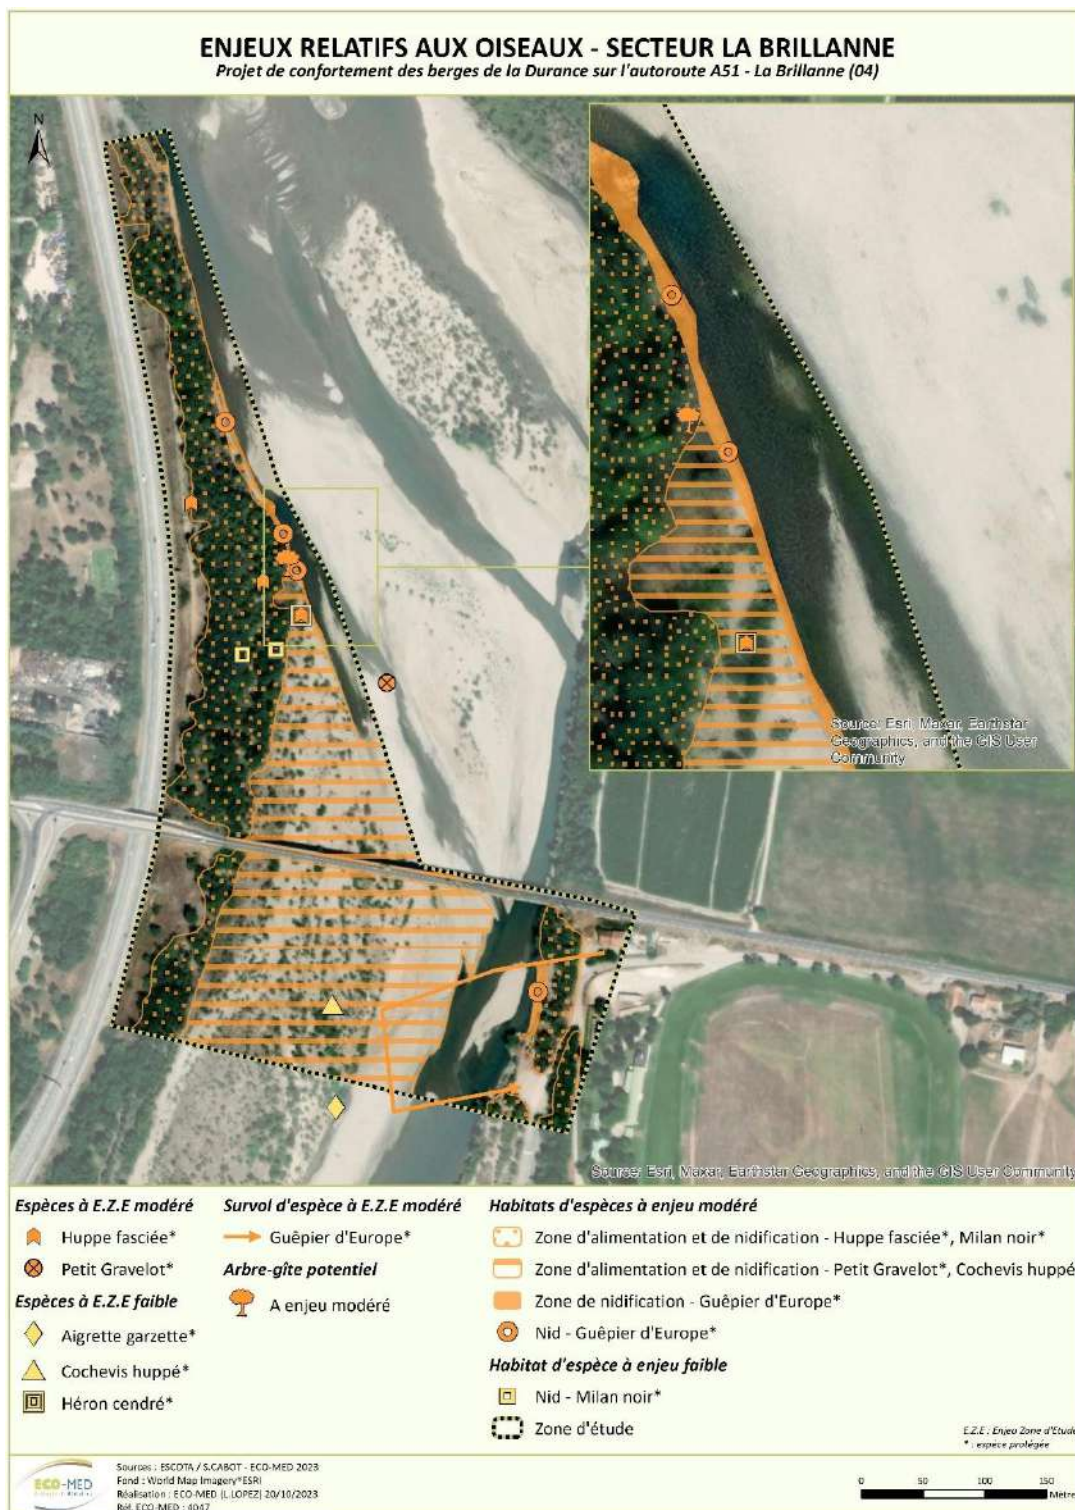 ENJEUX RELATIFS AUX OISEAUX - SECTEUR LA BRILLANNE
Projet de confortement des berges de la Durance sur l'autoroute A51 - La Brillanne (04)
N
Source: Esri, Maxar, Earthstar
Geographics, and the GIS User
Community
Source: Esri, Maxar, Earthstar Geographics, and the GIS User Community
Espèces à E.Z.E modéré
Huppe fasciée*
Petit Gravelot*
Espèces à E.Z.E faible
Aigrette garzette*
Cochevis huppé*
Héron cendré*
Survol d'espèce à E.Z.E modéré
Guêpier d'Europe*
Arbre-gîte potentiel
A enjeu modéré
Habitats d'espèces à enjeu modéré
Zone d'alimentation et de nidification - Huppe fasciée*, Milan noir*
Zone d'alimentation et de nidification - Petit Gravelot*, Cochevis huppé
Zone de nidification - Guêpier d'Europe*
Nid - Guêpier d'Europe*
Habitat d'espèce à enjeu faible
Nid - Milan noir*
Zone d'étude
E.Z.E : Enjeu Zone d'Etude
* : espèce protégée
ECO-MED
Sources : ESCOTA / S.CABOT - ECO-MED 2023
Fond : World Map Imagery*ESRI
Réalisation : ECO-MED (L.LOPEZ) 20/10/2023
Réf. ECO-MED : 4047
0 50 100 150
Mètre